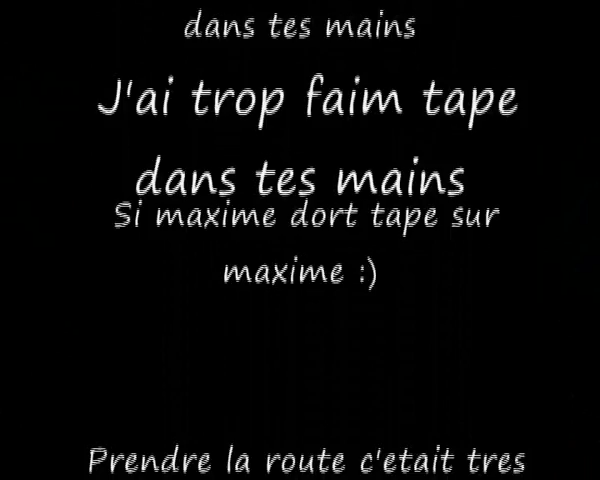 dans tes mains
J'ai trop faim tape
dans tes mains
Si maxime dort tape sur
maxime :)
Prendre la route c'etait tres